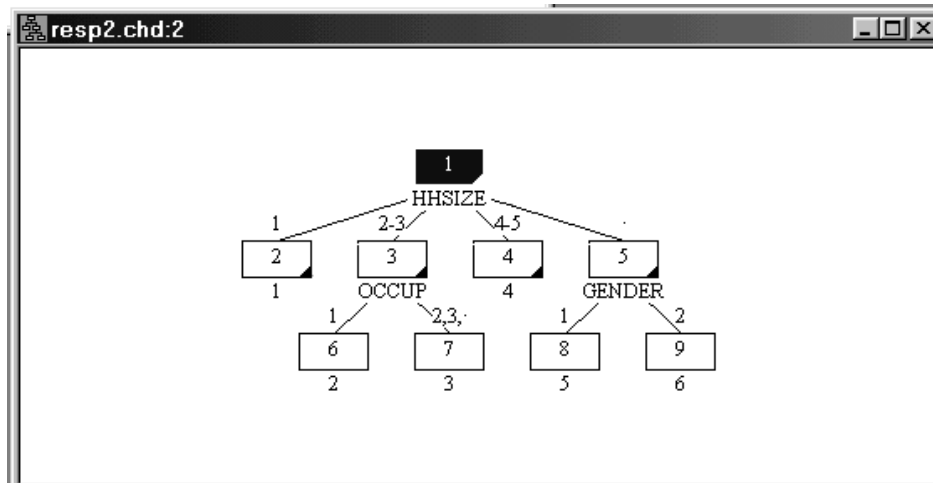 resp2.chd:2
1
HHSIZE
1 2-3 4-5 .
2 3 4 5
1 OCCUP 4 GENDER
1 2,3,. 1 2
6 7 8 9
2 3 5 6